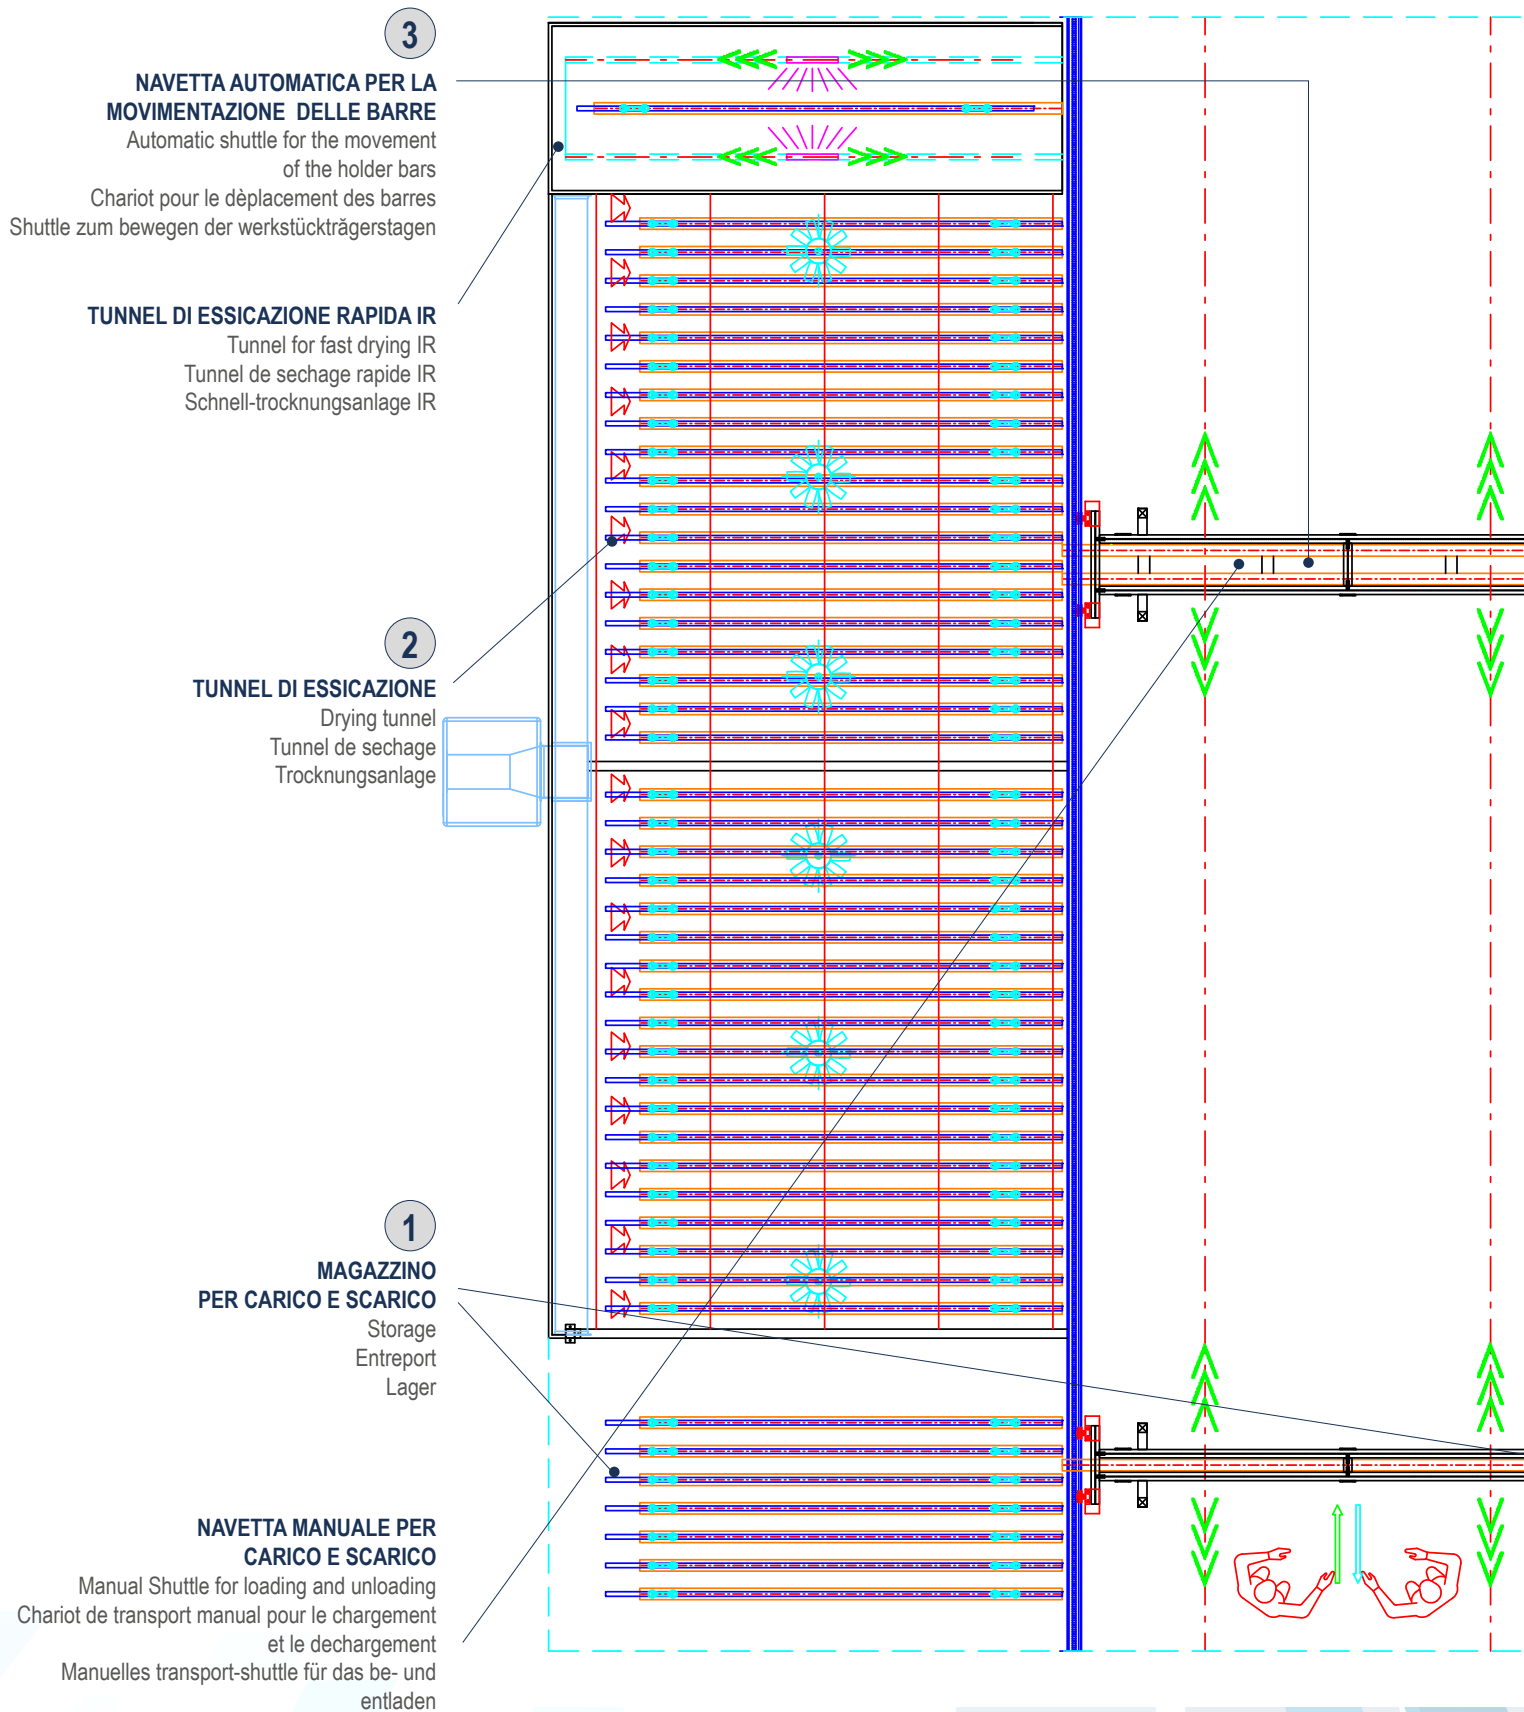 3
NAVETTA AUTOMATICA PER LA
MOVIMENTAZIONE DELLE BARRE
Automatic shuttle for the movement
of the holder bars
Chariot pour le dèplacement des barres
Shuttle zum bewegen der werkstückträgerstagen
TUNNEL DI ESSICAZIONE RAPIDA IR
Tunnel for fast drying IR
Tunnel de sechage rapide IR
Schnell-trocknungsanlage IR
2
TUNNEL DI ESSICAZIONE
Drying tunnel
Tunnel de sechage
Trocknungsanlage
1
MAGAZZINO
PER CARICO E SCARICO
Storage
Entreport
Lager
NAVETTA MANUALE PER
CARICO E SCARICO
Manual Shuttle for loading and unloading
Chariot de transport manual pour le chargement
et le dechargement
Manuelles transport-shuttle für das be- und
entladen